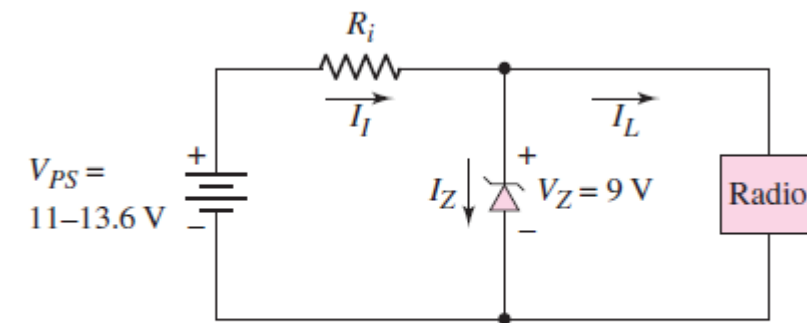 R_i
I_I
I_L
V_PS =
11–13.6 V
+
–
I_Z
+
V_Z = 9 V
–
Radio